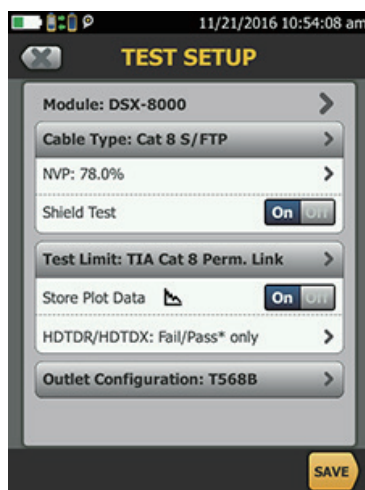 11/21/2016 10:54:08 am
TEST SETUP
Module: DSX-8000
Cable Type: Cat 8 S/FTP
NVP: 78.0%
Shield Test On Off
Test Limit: TIA Cat 8 Perm. Link
Store Plot Data On Off
HDTDR/HDTDX: Fail/Pass* only
Outlet Configuration: T568B
SAVE